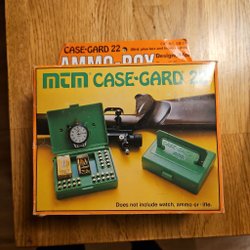 CASE-GARD 22
AMMO-BOX
MTM CASE-GARD 22
Does not include watch, ammo or rifle.